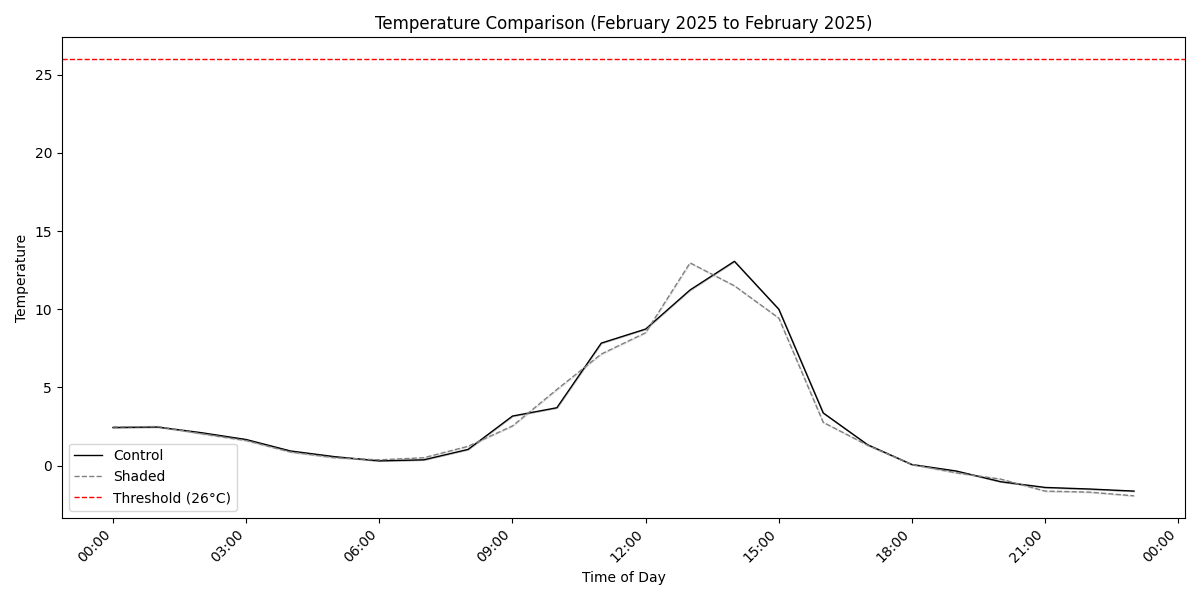 Temperature Comparison (February 2025 to February 2025)
Temperature
25
20
15
10
5
0
Control
Shaded
Threshold (26°C)
00:00
03:00
06:00
09:00
12:00
15:00
18:00
21:00
00:00
Time of Day